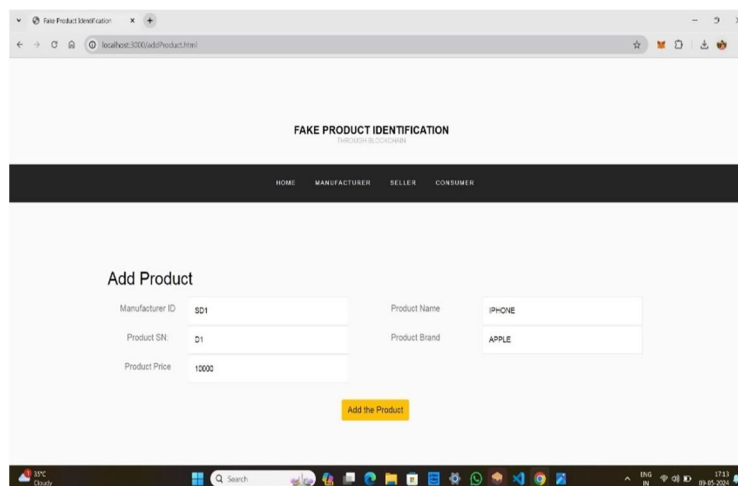 Fake Product Identification
localhost:3000/addProduct.html
FAKE PRODUCT IDENTIFICATION
THROUGH BLOCKCHAIN
HOME MANUFACTURER SELLER CONSUMER
Add Product
Manufacturer ID SD1 Product Name IPHONE
Product SN: D1 Product Brand APPLE
Product Price 10000
Add the Product
35°C
Cloudy
Search
ENG
IN
17:13
09-05-2024